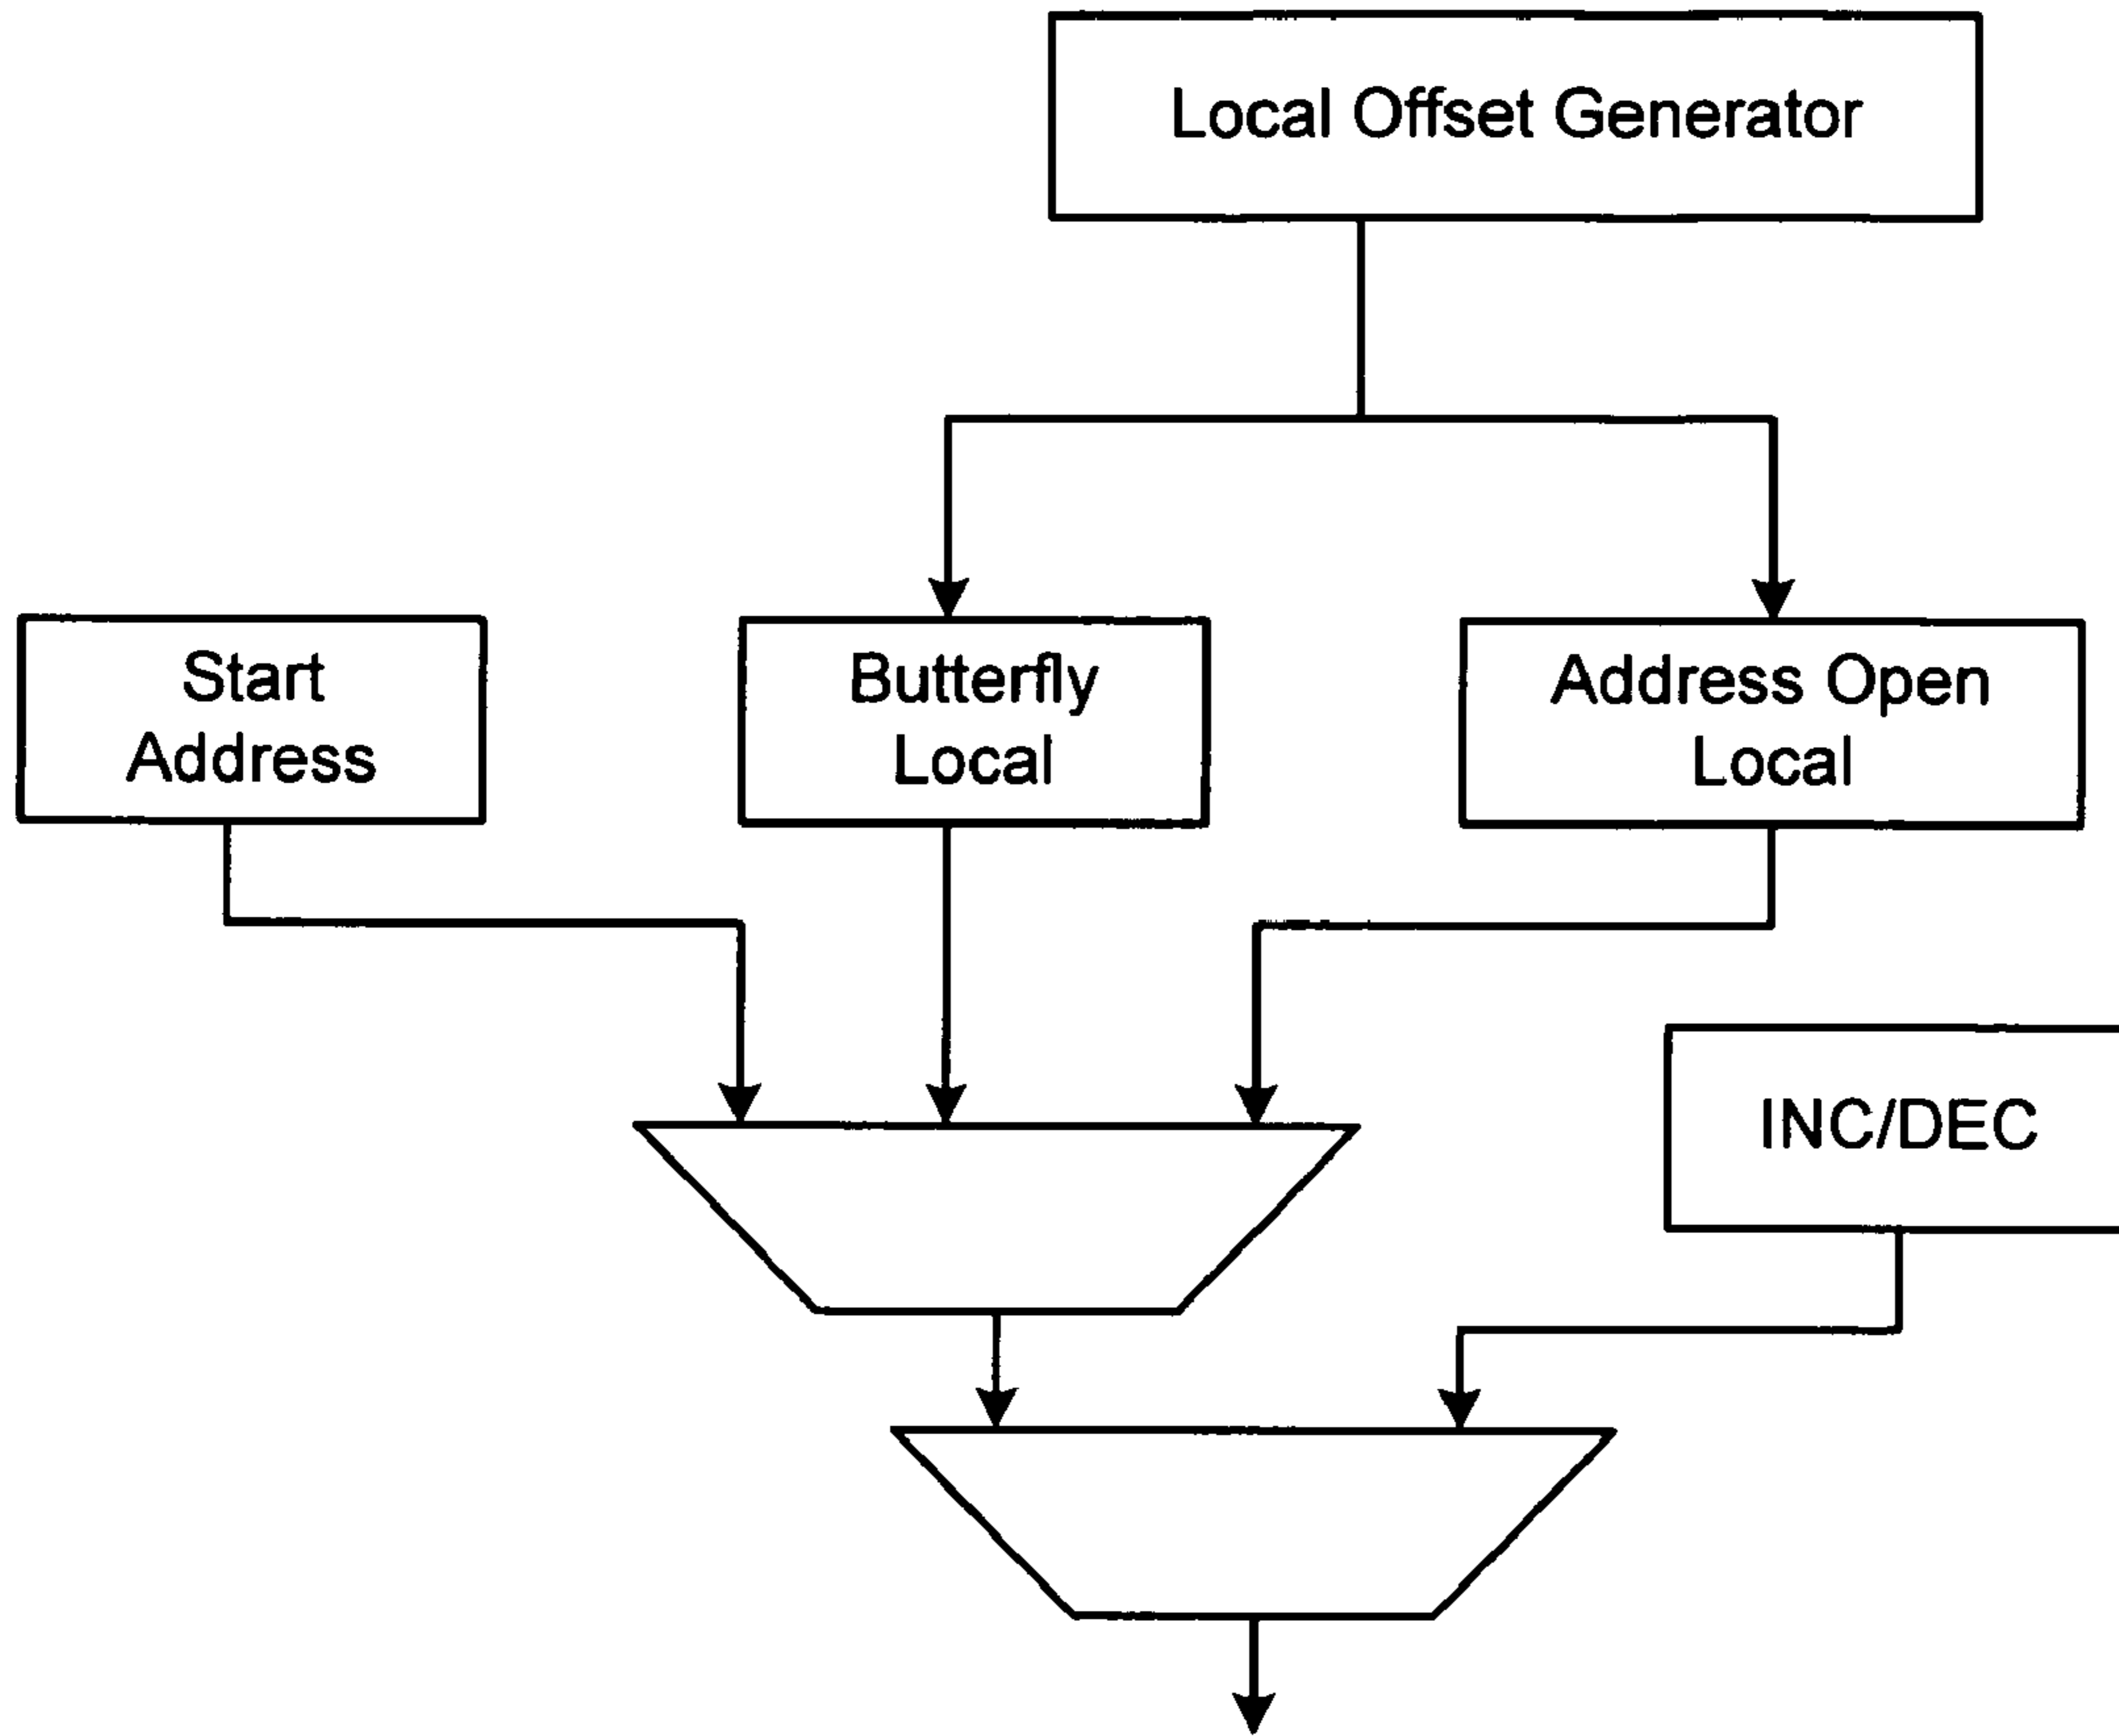 Local Offset Generator
Start
Address
Butterfly
Local
Address Open
Local
INC/DEC